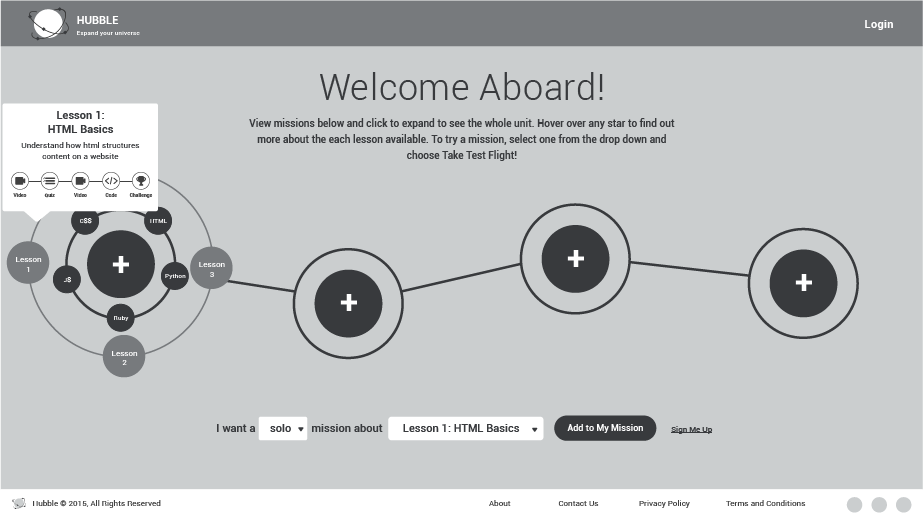 HUBBLE
Expand your universe
Login
Welcome Aboard!
View missions below and click to expand to see the whole unit. Hover over any star to find out
more about the each lesson available. To try a mission, select one from the drop down and
choose Take Test Flight!
Lesson 1:
HTML Basics
Understand how html structures
content on a website
Video
Quiz
Video
Code
Challenge
css
HTML
Lesson
1
JS
Python
Lesson
3
Ruby
Lesson
2
I want a solo mission about Lesson 1: HTML Basics Add to My Mission Sign Me Up
Hubble © 2015, All Rights Reserved
About
Contact Us
Privacy Policy
Terms and Conditions